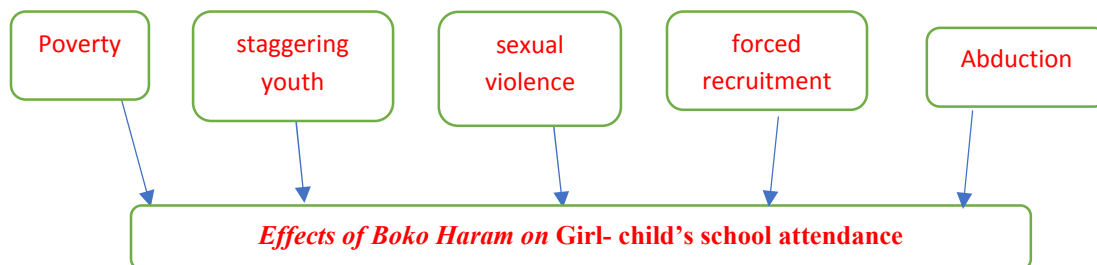 Poverty
staggering
youth
sexual
violence
forced
recruitment
Abduction
Effects of Boko Haram on Girl- child’s school attendance